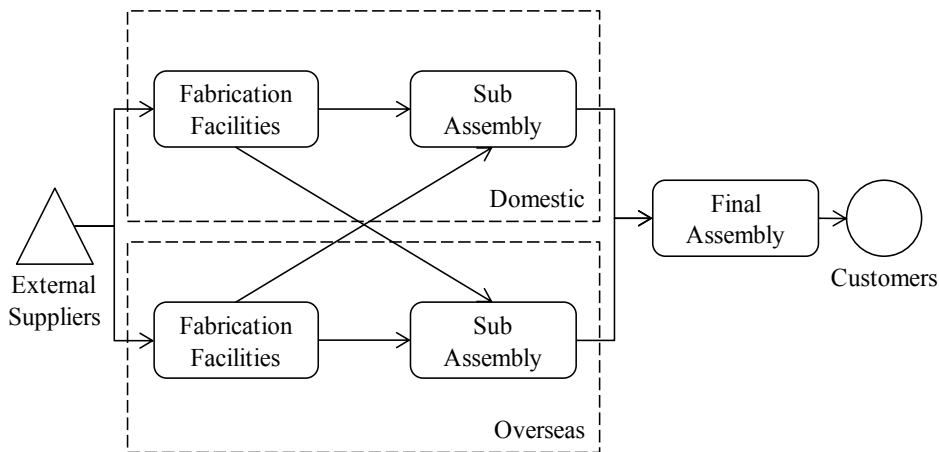 Fabrication
Facilities
Sub
Assembly
Domestic
External
Suppliers
Final
Assembly
Customers
Fabrication
Facilities
Sub
Assembly
Overseas